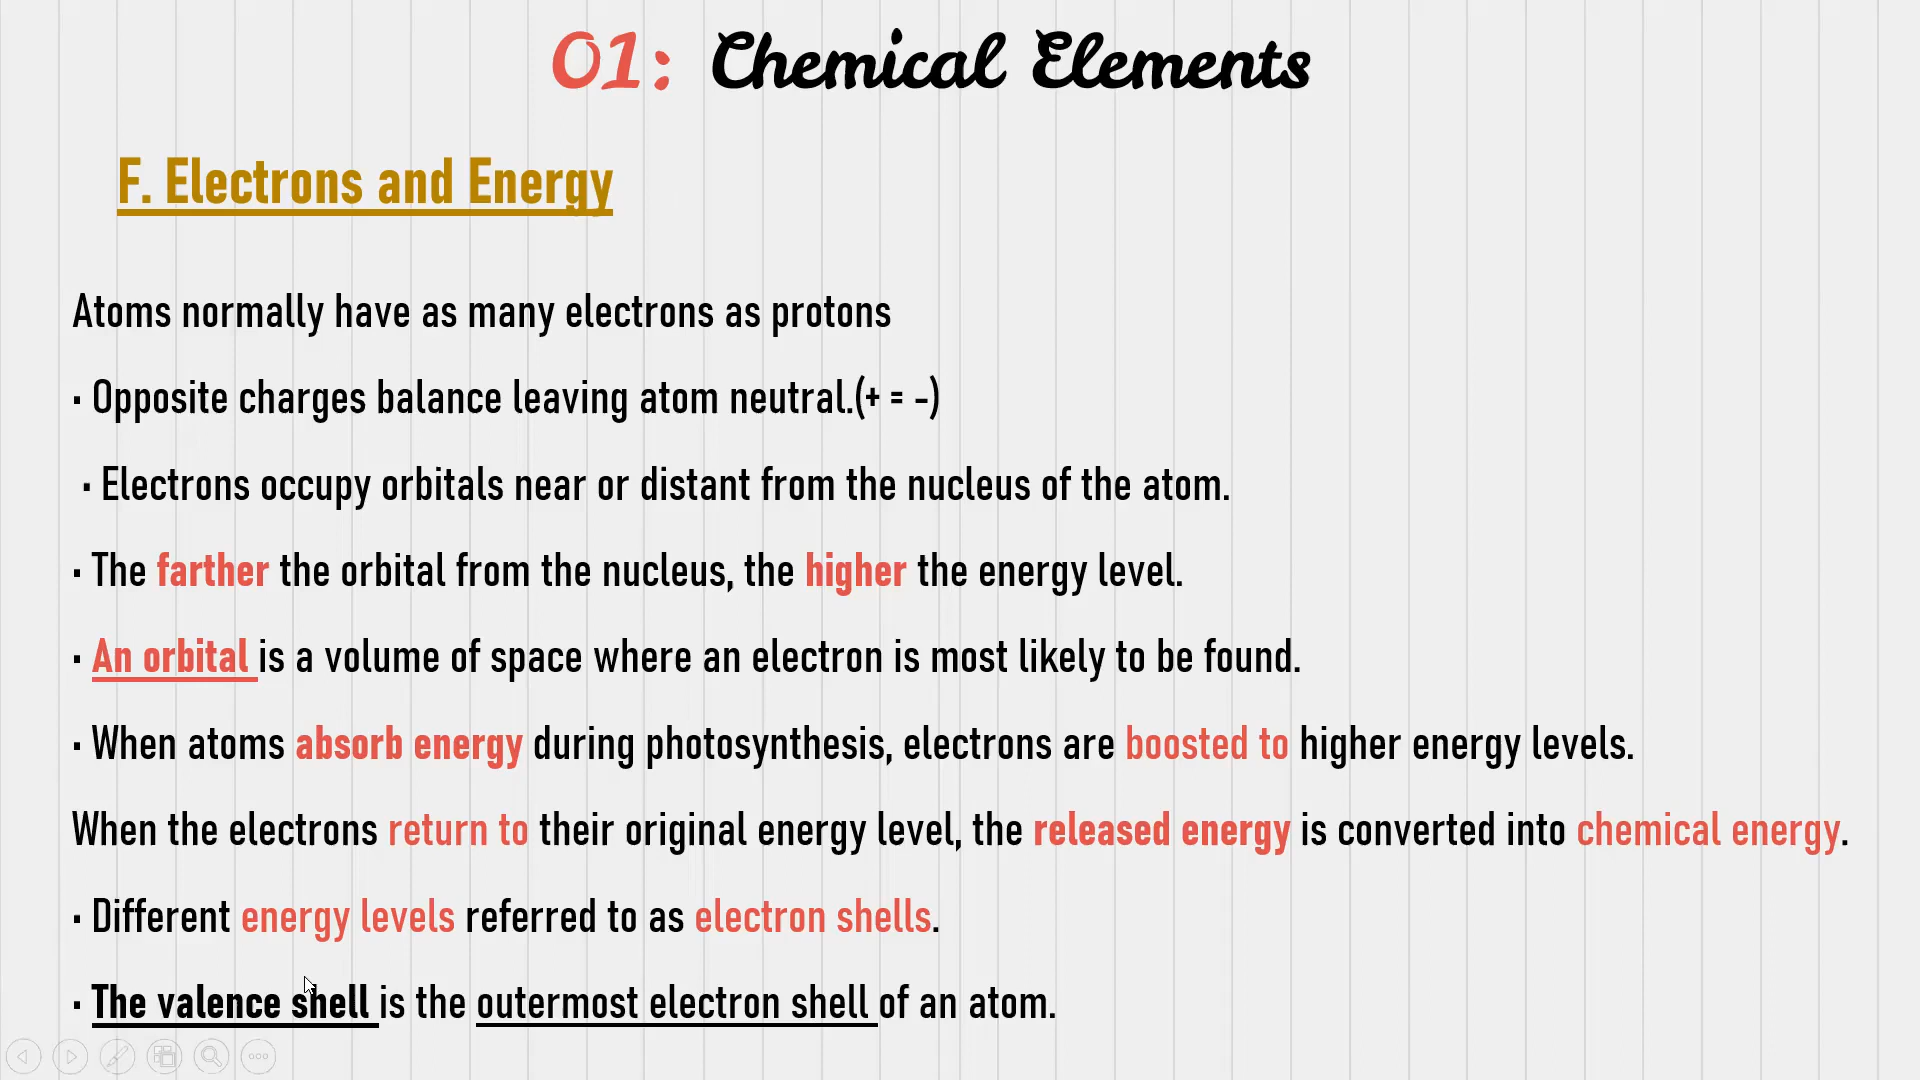 01: Chemical Elements
F. Electrons and Energy
Atoms normally have as many electrons as protons
· Opposite charges balance leaving atom neutral.(+ = -)
· Electrons occupy orbitals near or distant from the nucleus of the atom.
· The farther the orbital from the nucleus, the higher the energy level.
· An orbital is a volume of space where an electron is most likely to be found.
· When atoms absorb energy during photosynthesis, electrons are boosted to higher energy levels.
When the electrons return to their original energy level, the released energy is converted into chemical energy.
· Different energy levels referred to as electron shells.
· The valence shell is the outermost electron shell of an atom.